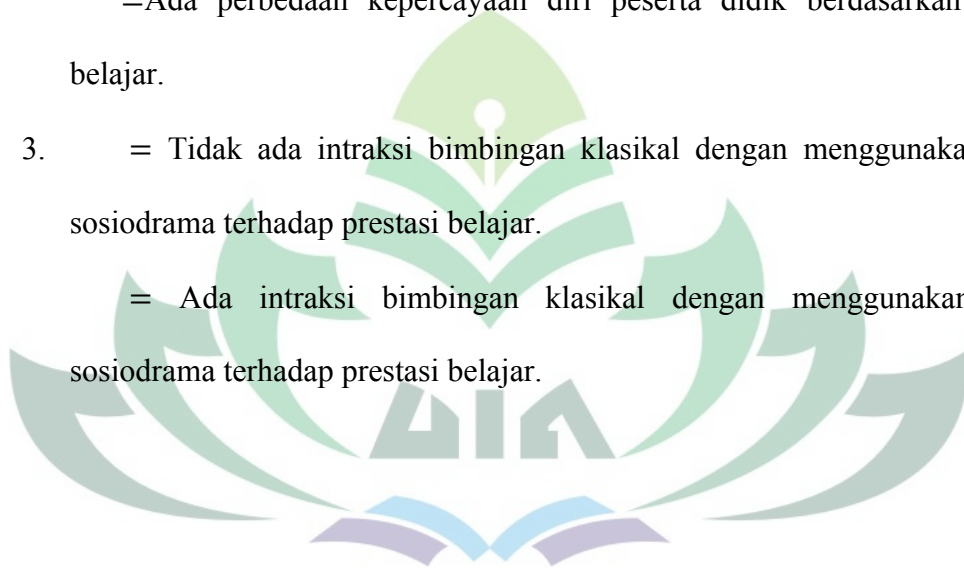 =Ada perbedaan kepercayaan diri peserta didik berdasarkan
belajar.
3. = Tidak ada intraksi bimbingan klasikal dengan menggunaka
sosiodrama terhadap prestasi belajar.
= Ada intraksi bimbingan klasikal dengan menggunakan
sosiodrama terhadap prestasi belajar.
UIN